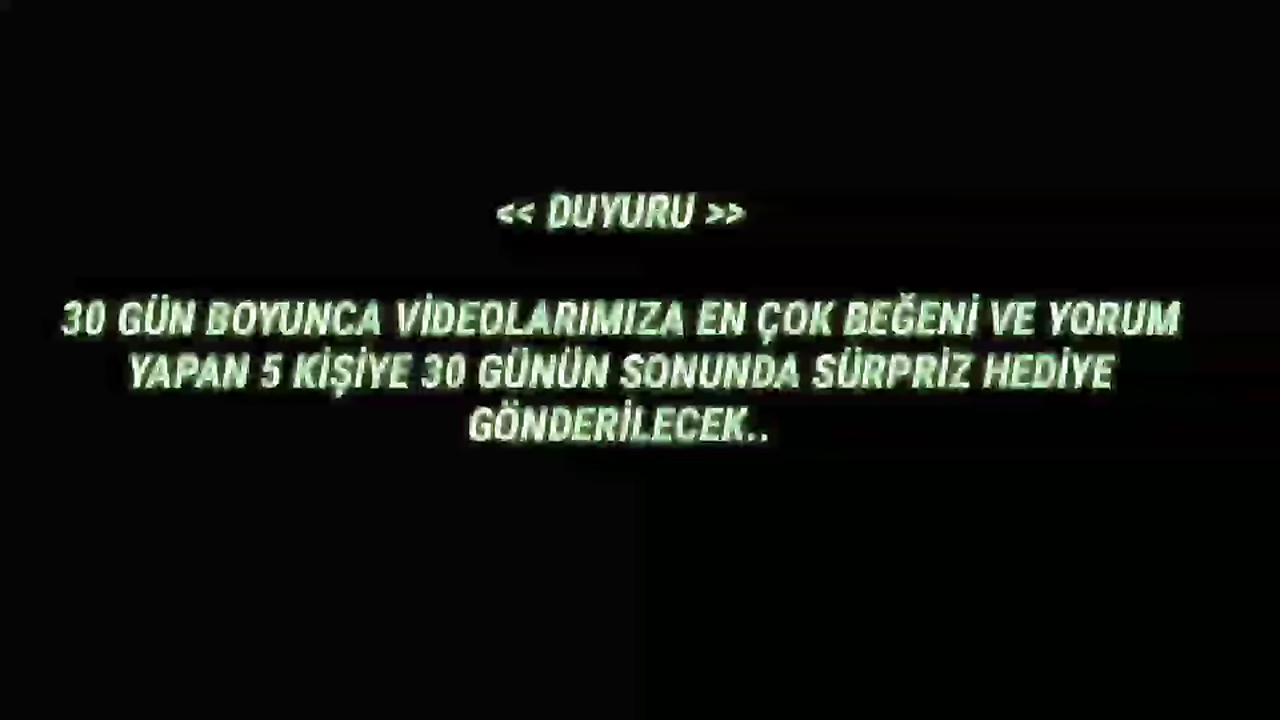 << DUYURU >>
30 GÜN BOYUNCA VİDEOLARIMIZA EN ÇOK BEĞENİ VE YORUM
YAPAN 5 KİŞİYE 30 GÜNÜN SONUNDA SÜRPRİZ HEDİYE
GÖNDERİLECEK..